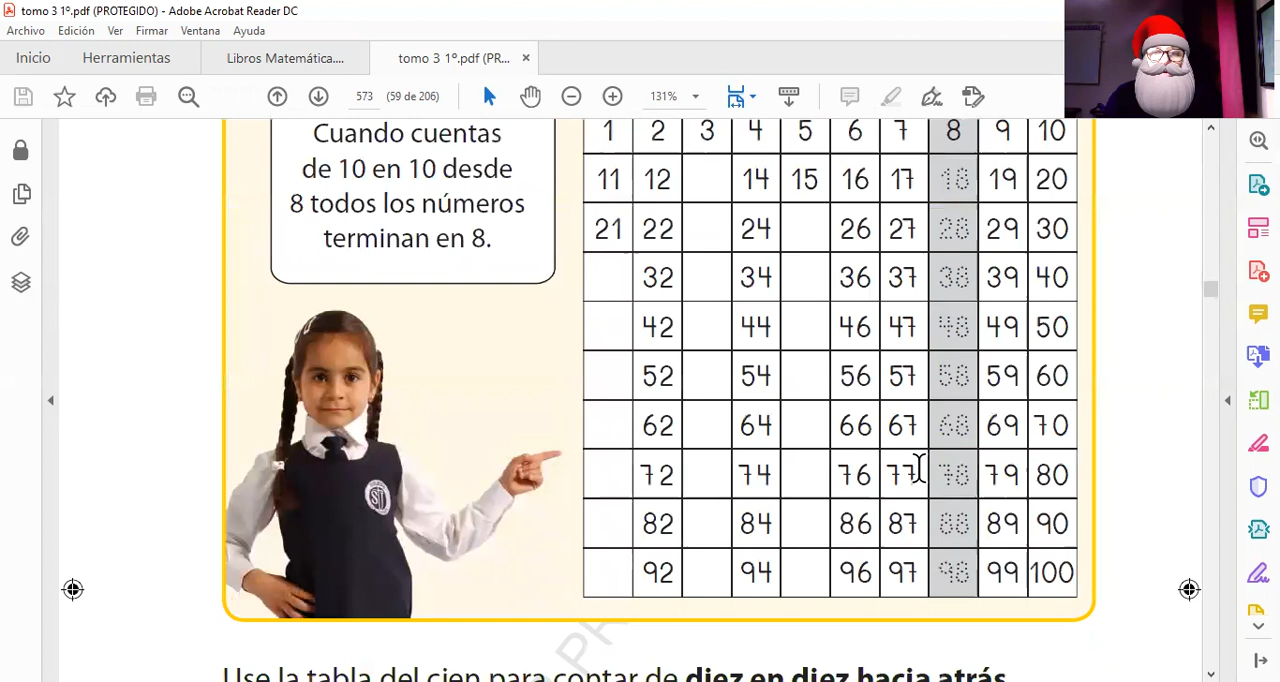 tomo 3 1º.pdf (PROTEGIDO) - Adobe Acrobat Reader DC
Archivo Edición Ver Firmar Ventana Ayuda
Inicio Herramientas Libros Matemática.... tomo 3 1º.pdf (PR... ×
573 (59 de 206) 131%
Cuando cuentas
de 10 en 10 desde
8 todos los números
terminan en 8.
1 2 3 4 5 6 7 8 9 10
11 12 14 15 16 17 18 19 20
21 22 24 26 27 28 29 30
32 34 36 37 38 39 40
42 44 46 47 48 49 50
52 54 56 57 58 59 60
62 64 66 67 68 69 70
72 74 76 77 78 79 80
82 84 86 87 88 89 90
92 94 96 97 98 99 100
Use la tabla del cien para contar de diez en diez hacia atrás